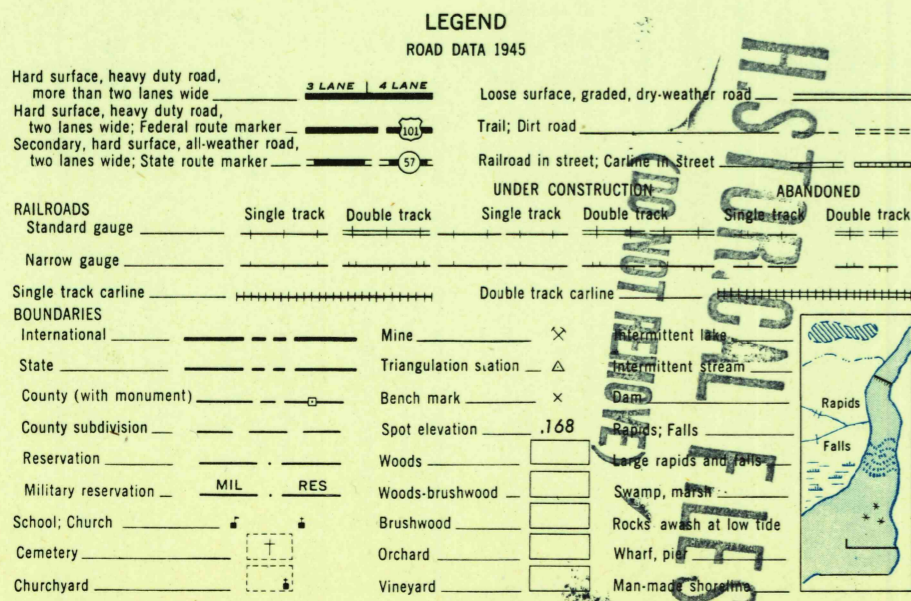 LEGEND
ROAD DATA 1945
Hard surface, heavy duty road,
more than two lanes wide
3 LANE | 4 LANE
Hard surface, heavy duty road,
two lanes wide; Federal route marker
101
Secondary, hard surface, all-weather road,
two lanes wide; State route marker
57
Loose surface, graded, dry-weather road
Trail; Dirt road
Railroad in street; Carline in street
UNDER CONSTRUCTION
ABANDONED
RAILROADS
Single track Double track Single track Double track Single track Double track
Standard gauge
Narrow gauge
Single track carline
Double track carline
BOUNDARIES
International
State
County (with monument)
County subdivision
Reservation
Military reservation
MIL . RES
School; Church
Cemetery
Churchyard
Mine
Triangulation station
Bench mark
Spot elevation
.168
Woods
Woods-brushwood
Brushwood
Orchard
Vineyard
Intermittent lake
Intermittent stream
Dam
Rapids; Falls
Large rapids and falls
Swamp, marsh
Rocks awash at low tide
Wharf, pier
Man-made shoreline
Rapids
Falls
HISTORICAL FILES
(DO NOT REMOVE)